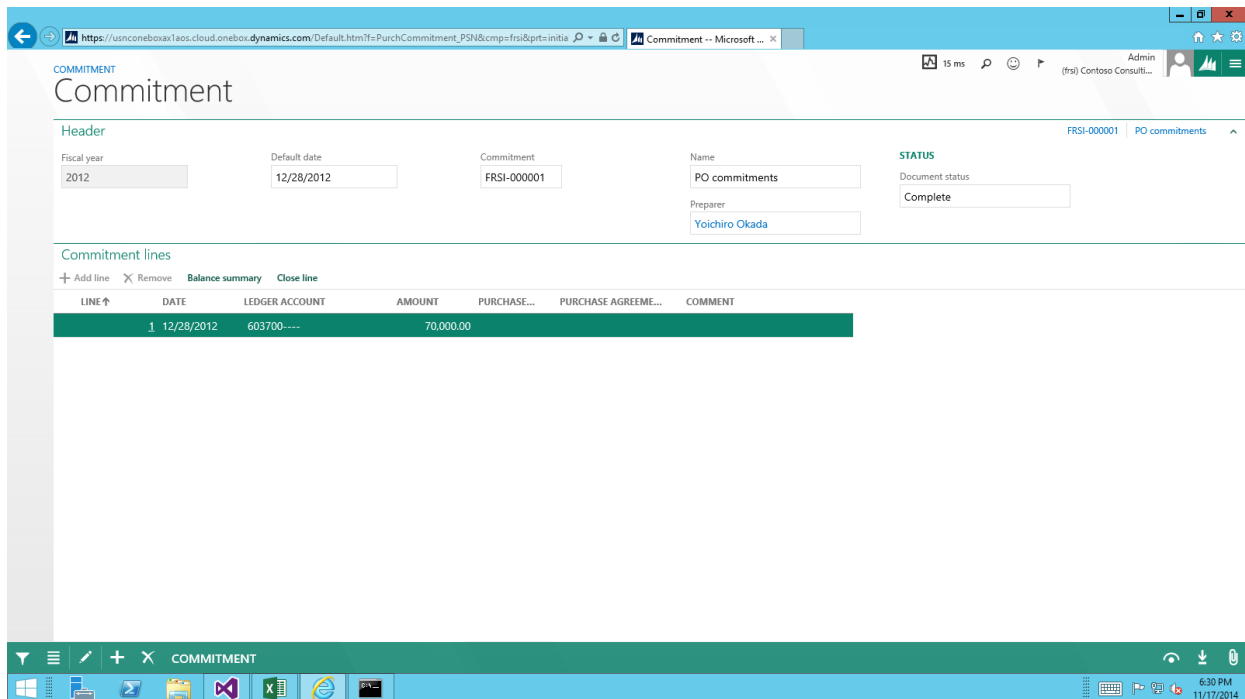 https://usnconeboxax1aos.cloud.onebox.dynamics.com/Default.htm?f=PurchCommitment_PSN&cmp=frsi&prt=initia
Commitment -- Microsoft ...
15 ms
Admin
(frsi) Contoso Consulti...
COMMITMENT
Commitment
Header
FRSI-000001 PO commitments
Fiscal year
2012
Default date
12/28/2012
Commitment
FRSI-000001
Name
PO commitments
Preparer
Yoichiro Okada
STATUS
Document status
Complete
Commitment lines
Add line Remove Balance summary Close line
LINE DATE LEDGER ACCOUNT AMOUNT PURCHASE... PURCHASE AGREEME... COMMENT
1 12/28/2012 603700---- 70,000.00
COMMITMENT
6:30 PM
11/17/2014